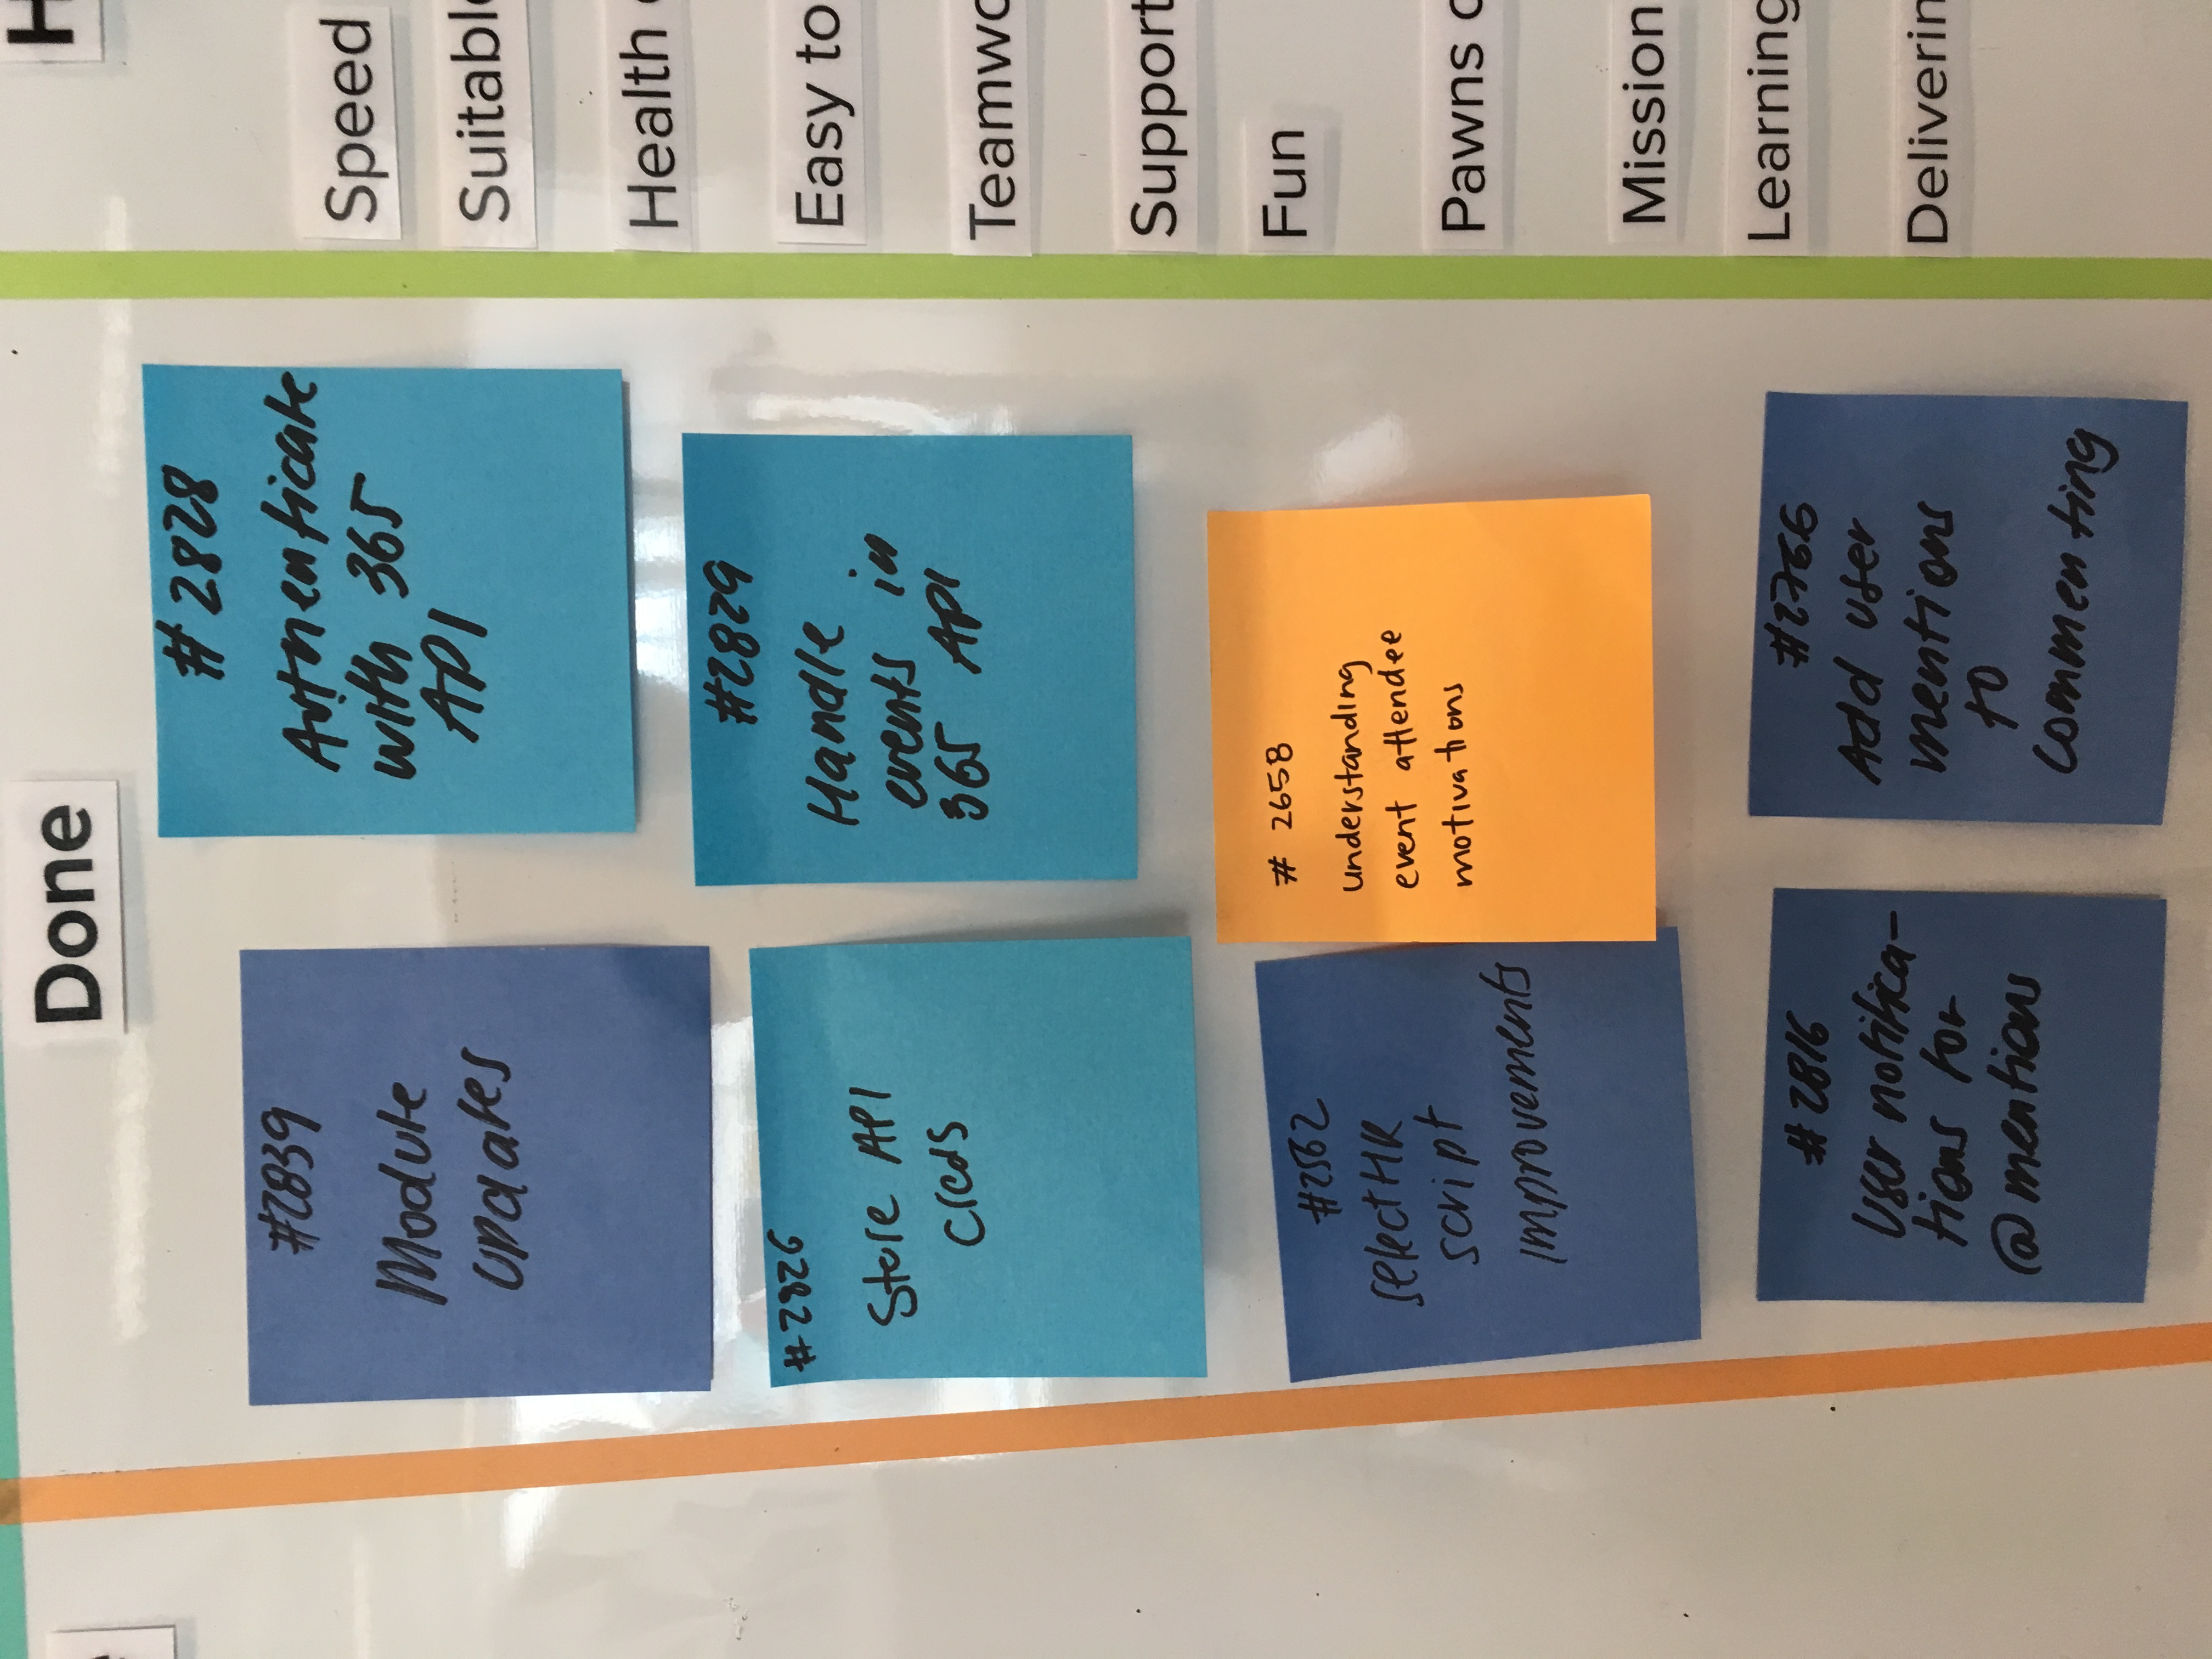 Done
#2839
Module
updates
#2828
Authenticate
with 365
API
#2826
Store API
creds
#2829
Handle
events in
365 API
#2562
selectHR
script
improvements
# 2658
understanding
event attendee
motivations
#2816
User notifica-
tions for
@mentions
#2766
Add user
mentions
to
commenting
H
Speed
Suitabl
Health
Easy to
Teamwo
Support
Fun
Pawns o
Mission
Learning
Deliverin